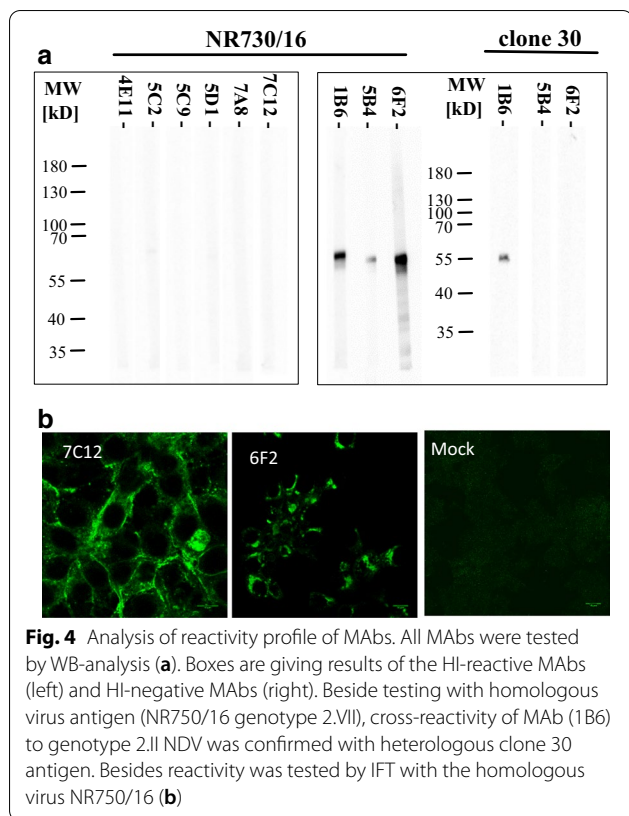 a
NR730/16
clone 30
MW
[kD]
4E11 -
5C2 -
5C9 -
5D1 -
7A8 -
7C12 -
180
130
100
70
55
40
35
1B6 -
5B4 -
6F2 -
MW
[kD]
1B6 -
5B4 -
6F2 -
180
130
100
70
55
40
35
b
7C12
6F2
Mock
Fig. 4 Analysis of reactivity profile of MAbs. All MAbs were tested
by WB-analysis (a). Boxes are giving results of the HI-reactive MAbs
(left) and HI-negative MAbs (right). Beside testing with homologous
virus antigen (NR750/16 genotype 2.VII), cross-reactivity of MAb (1B6)
to genotype 2.II NDV was confirmed with heterologous clone 30
antigen. Besides reactivity was tested by IFT with the homologous
virus NR750/16 (b)